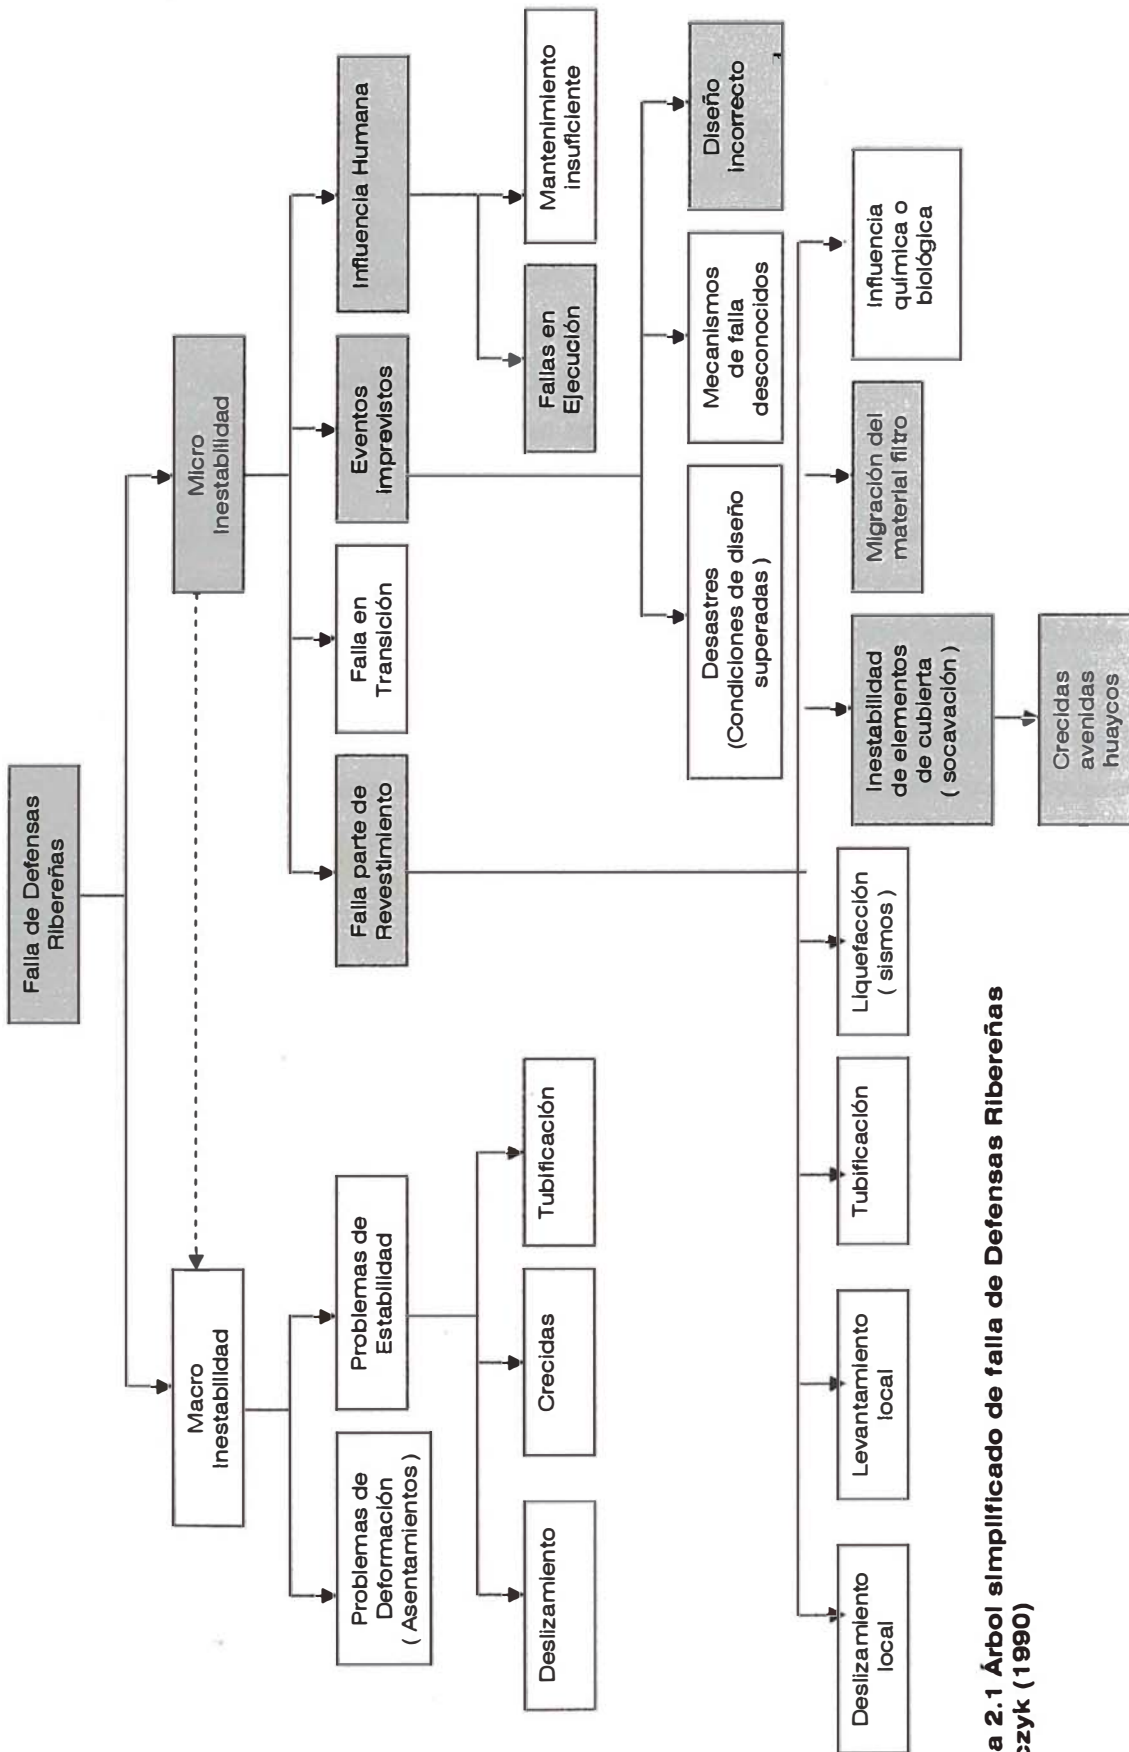 Falla de Defensas
Ribereñas
Macro
Inestabilidad
Micro
Inestabilidad
Problemas de
Deformación
( Asentamientos )
Problemas de
Estabilidad
Falla parte de
Revestimiento
Falla en
Transición
Eventos
imprevistos
Influencia Humana
Deslizamiento
Crecidas
Tubificación
Fallas en
Ejecución
Mantenimiento
insuficiente
Desastres
(Condiciones de diseño
superadas )
Mecanismos
de falla
desconocidos
Diseño
incorrecto
Deslizamiento
local
Levantamiento
local
Tubificación
Liquefacción
( sismos )
Inestabilidad
de elementos
de cubierta
( socavación )
Migración del
material filtro
Influencia
química o
biológica
Crecidas
avenidas
huaycos
a 2.1 Árbol simplificado de falla de Defensas Ribereñas
czyk (1990)